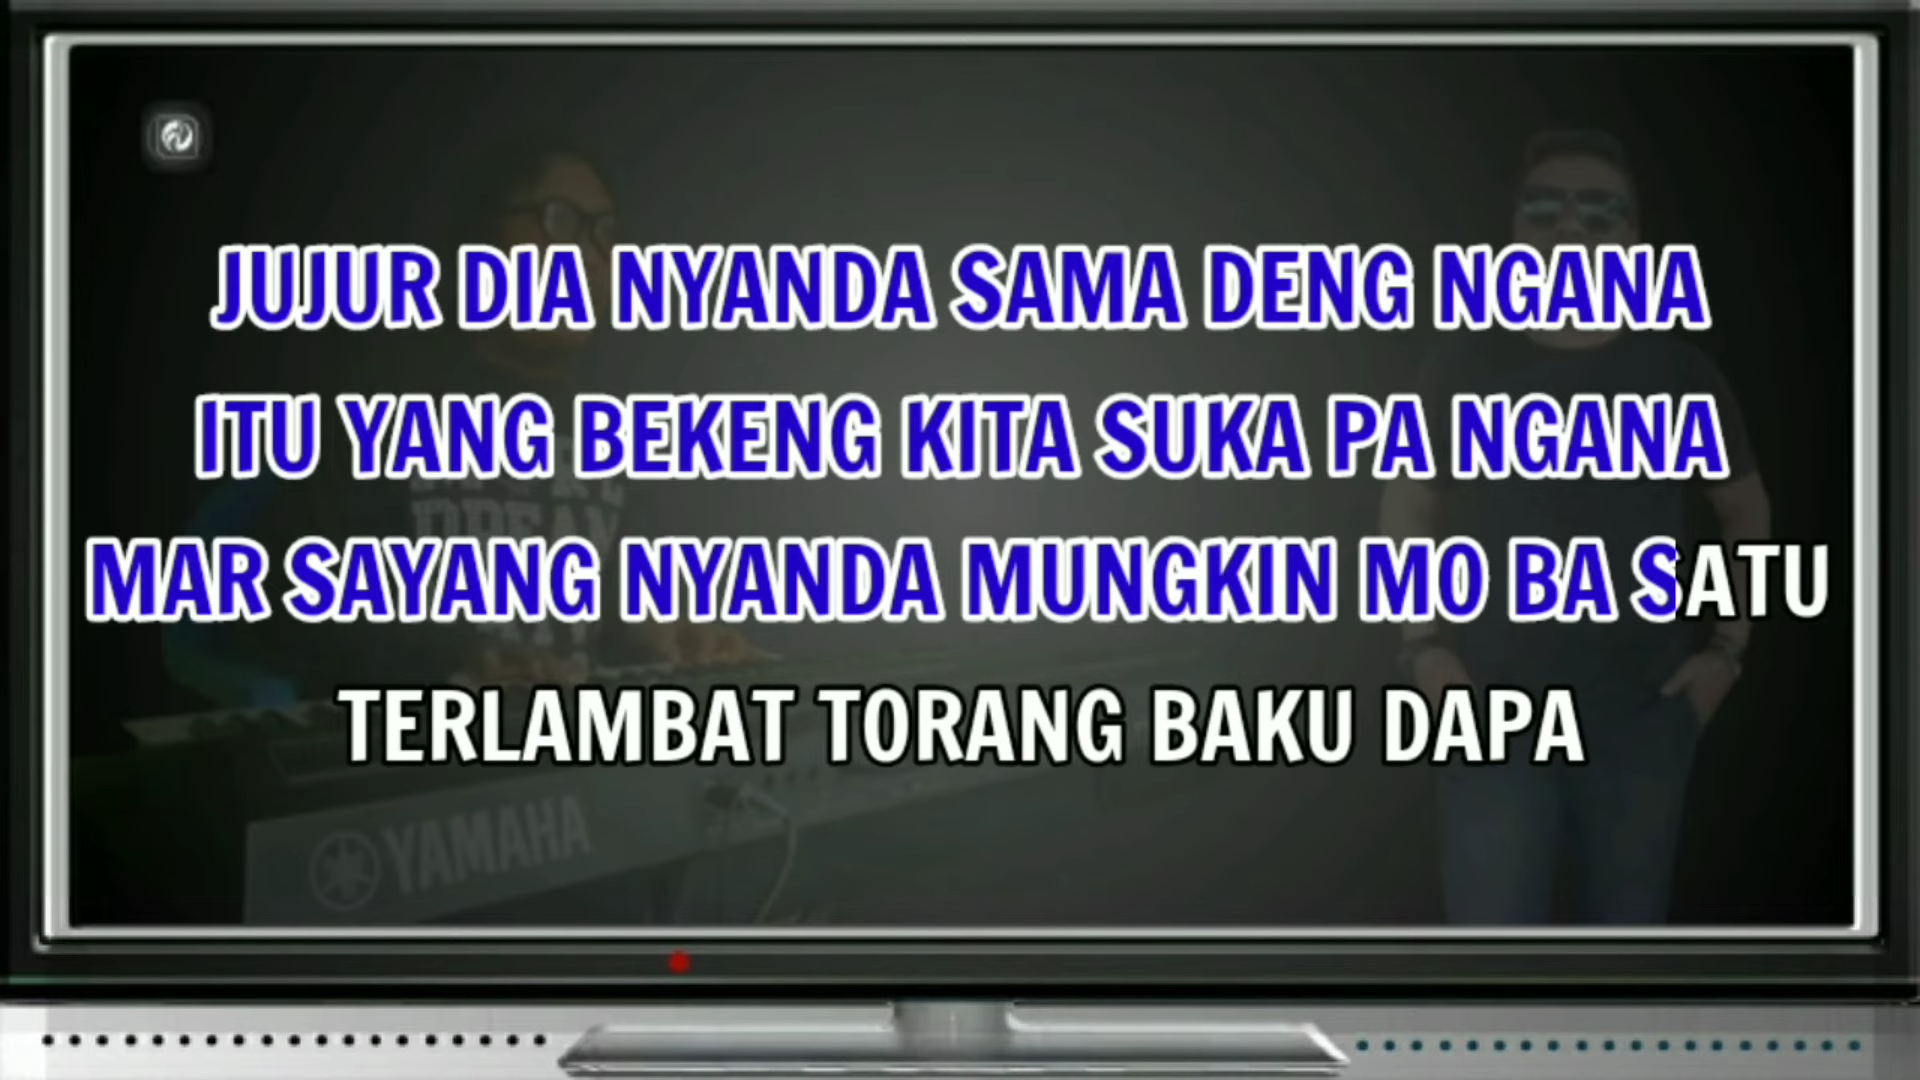 JUJUR DIA NYANDA SAMA DENG NGANA
ITU YANG BEKENG KITA SUKA PA NGANA
MAR SAYANG NYANDA MUNGKIN MO BA SATU
TERLAMBAT TORANG BAKU DAPA
YAMAHA